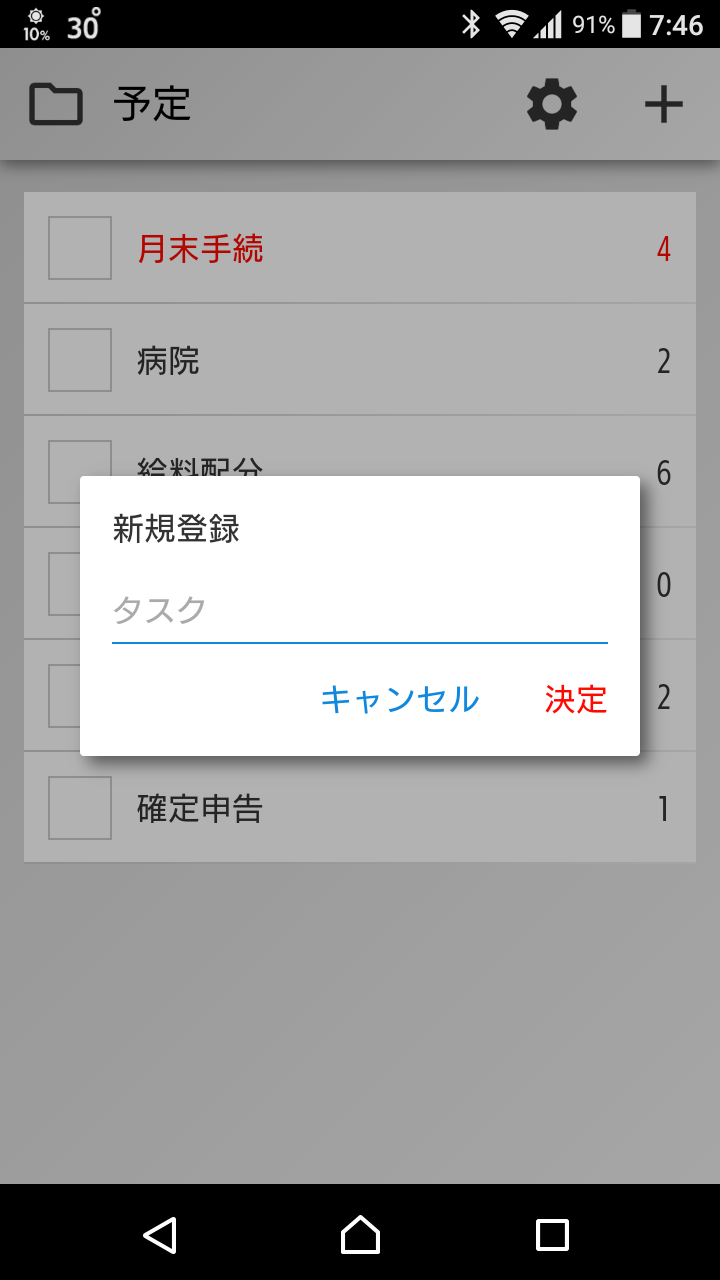 10% 30° 91% 7:46
予定
月末手続 4
病院 2
給料配分 6
0
2
新規登録
タスク
キャンセル 決定
確定申告 1